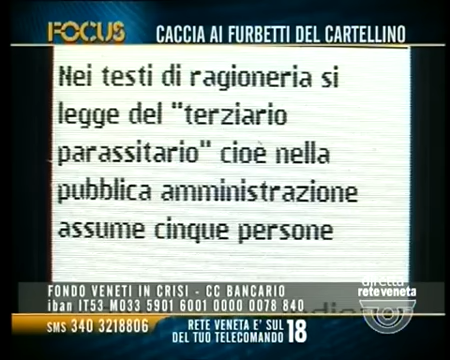 FOCUS CACCIA AI FURBETTI DEL CARTELLINO
Nei testi di ragioneria si
legge del "terziario
parassitario" cioè nella
pubblica amministrazione
assume cinque persone
FONDO VENETI IN CRISI - CC BANCARIO
iban IT53 M033 5901 6001 0000 0078 840
diretta
reteveneta
SMS 340 3218806
RETE VENETA E' SUL
DEL TUO TELECOMANDO 18